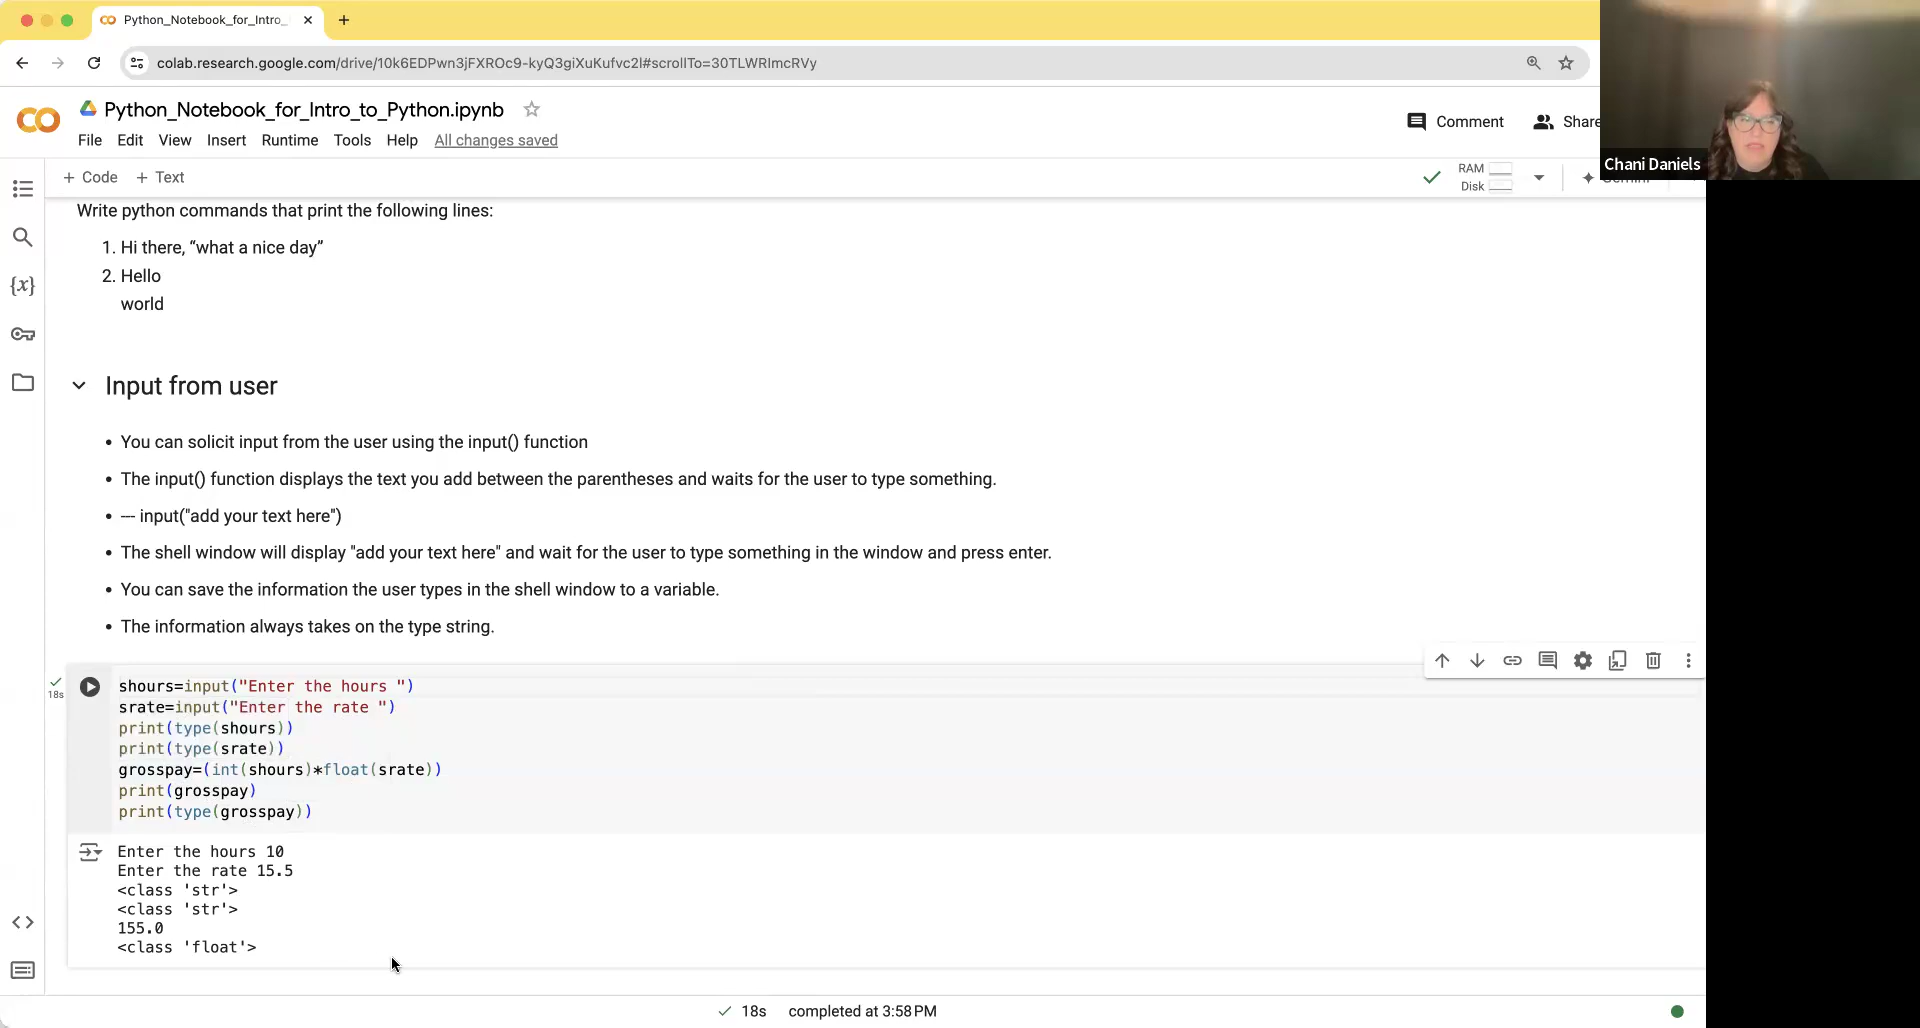 Python_Notebook_for_Intro_
colab.research.google.com/drive/10k6EDPwn3jFXROc9-kyQ3giXuKufvc2l#scrollTo=30TLWRImcRVy
Python_Notebook_for_Intro_to_Python.ipynb
Comment
Share
File Edit View Insert Runtime Tools Help All changes saved
Chani Daniels
+ Code + Text
RAM
Disk
Write python commands that print the following lines:
1. Hi there, “what a nice day”
2. Hello
world
Input from user
• You can solicit input from the user using the input() function
• The input() function displays the text you add between the parentheses and waits for the user to type something.
• --- input("add your text here")
• The shell window will display "add your text here" and wait for the user to type something in the window and press enter.
• You can save the information the user types in the shell window to a variable.
• The information always takes on the type string.
18s
shours=input("Enter the hours ")
srate=input("Enter the rate ")
print(type(shours))
print(type(srate))
grosspay=(int(shours)*float(srate))
print(grosspay)
print(type(grosspay))
Enter the hours 10
Enter the rate 15.5
<class 'str'>
<class 'str'>
155.0
<class 'float'>
18s completed at 3:58 PM